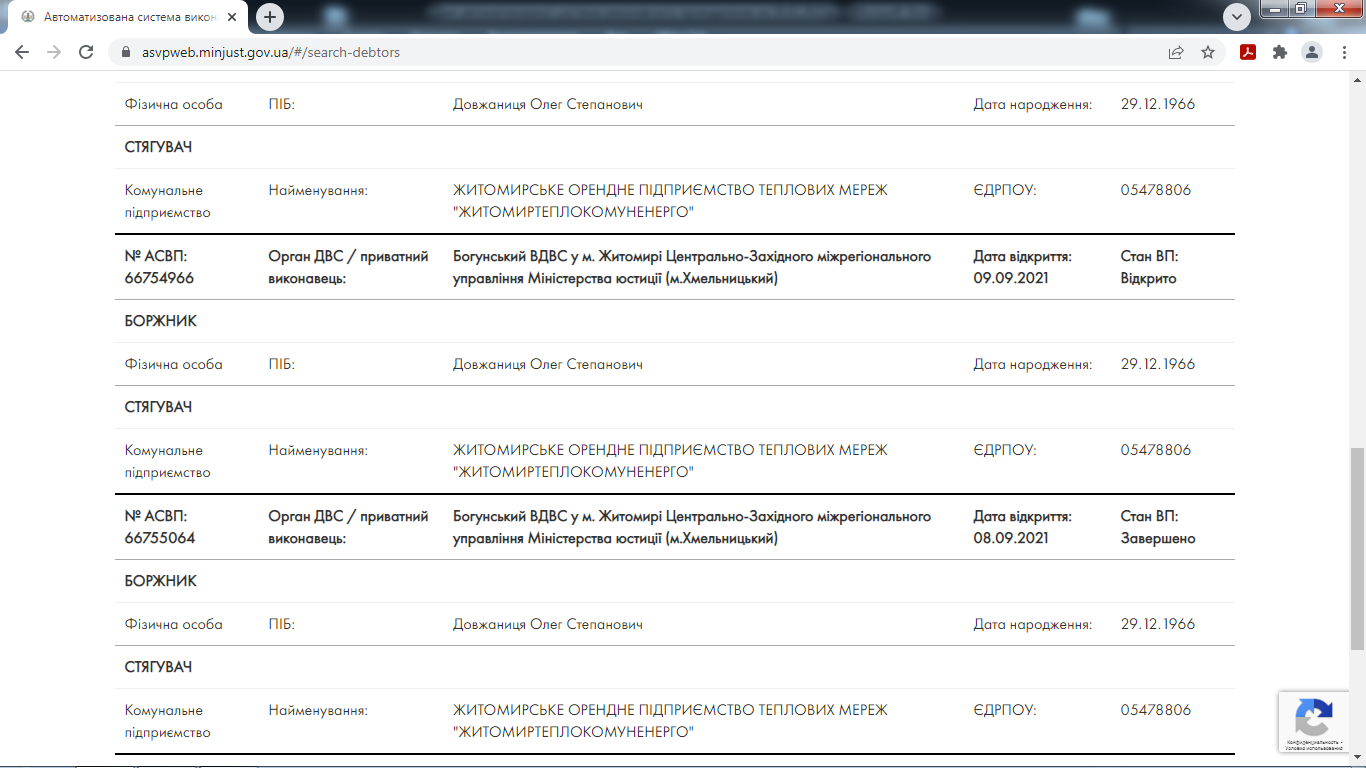 Автоматизована система викон
asvpweb.minjust.gov.ua/#/search-debtors
Фізична особа ПІБ: Довжаниця Олег Степанович Дата народження: 29.12.1966
СТЯГУВАЧ
Комунальне Найменування: ЖИТОМИРСЬКЕ ОРЕНДНЕ ПІДПРИЄМСТВО ТЕПЛОВИХ МЕРЕЖ ЄДРПОУ: 05478806
підприємство "ЖИТОМИРТЕПЛОКОМУНЕНЕРГО"
№ АСВП: Орган ДВС / приватний Богунський ВДВС у м. Житомирі Центрально-Західного міжрегіонального Дата відкриття: Стан ВП:
66754966 виконавець: управління Міністерства юстиції (м.Хмельницький) 09.09.2021 Відкрито
БОРЖНИК
Фізична особа ПІБ: Довжаниця Олег Степанович Дата народження: 29.12.1966
СТЯГУВАЧ
Комунальне Найменування: ЖИТОМИРСЬКЕ ОРЕНДНЕ ПІДПРИЄМСТВО ТЕПЛОВИХ МЕРЕЖ ЄДРПОУ: 05478806
підприємство "ЖИТОМИРТЕПЛОКОМУНЕНЕРГО"
№ АСВП: Орган ДВС / приватний Богунський ВДВС у м. Житомирі Центрально-Західного міжрегіонального Дата відкриття: Стан ВП:
66755064 виконавець: управління Міністерства юстиції (м.Хмельницький) 08.09.2021 Завершено
БОРЖНИК
Фізична особа ПІБ: Довжаниця Олег Степанович Дата народження: 29.12.1966
СТЯГУВАЧ
Комунальне Найменування: ЖИТОМИРСЬКЕ ОРЕНДНЕ ПІДПРИЄМСТВО ТЕПЛОВИХ МЕРЕЖ ЄДРПОУ: 05478806
підприємство "ЖИТОМИРТЕПЛОКОМУНЕНЕРГО"
Конфиденциальность -
Условия использования